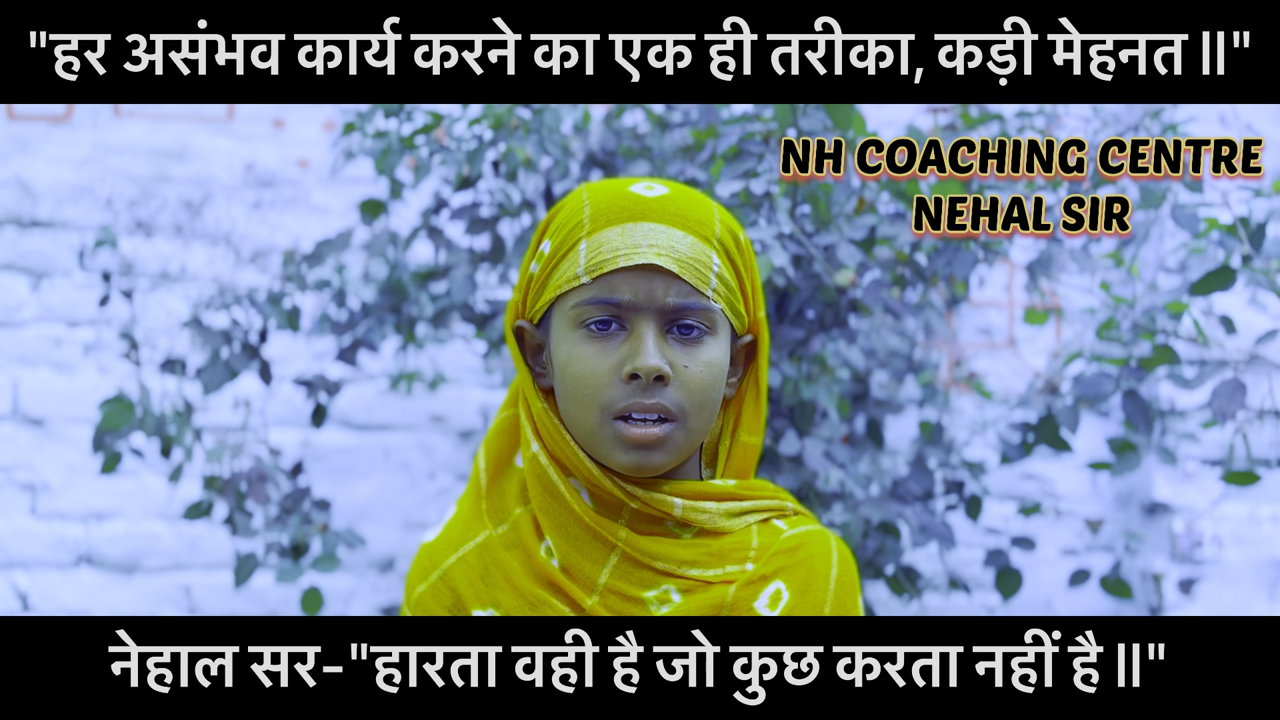 "हर असंभव कार्य करने का एक ही तरीका, कड़ी मेहनत॥"
NH COACHING CENTRE
NEHAL SIR
नेहाल सर-"हारता वही है जो कुछ करता नहीं है॥"